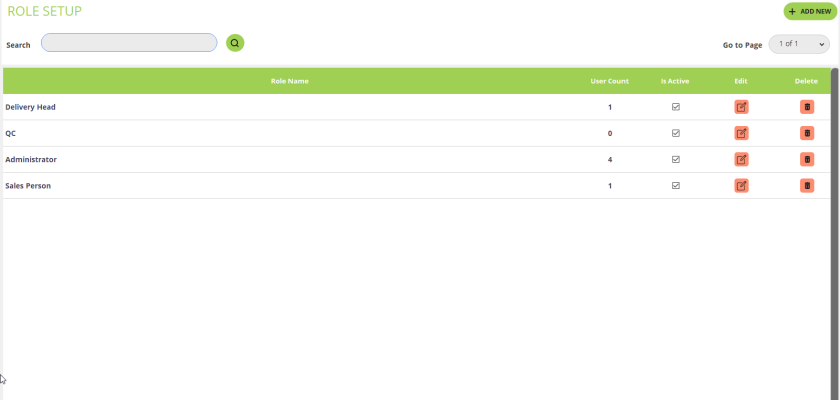 ROLE SETUP
ADD NEW
Search
Go to Page 1 of 1
Role Name User Count Is Active Edit Delete
Delivery Head 1
QC 0
Administrator 4
Sales Person 1